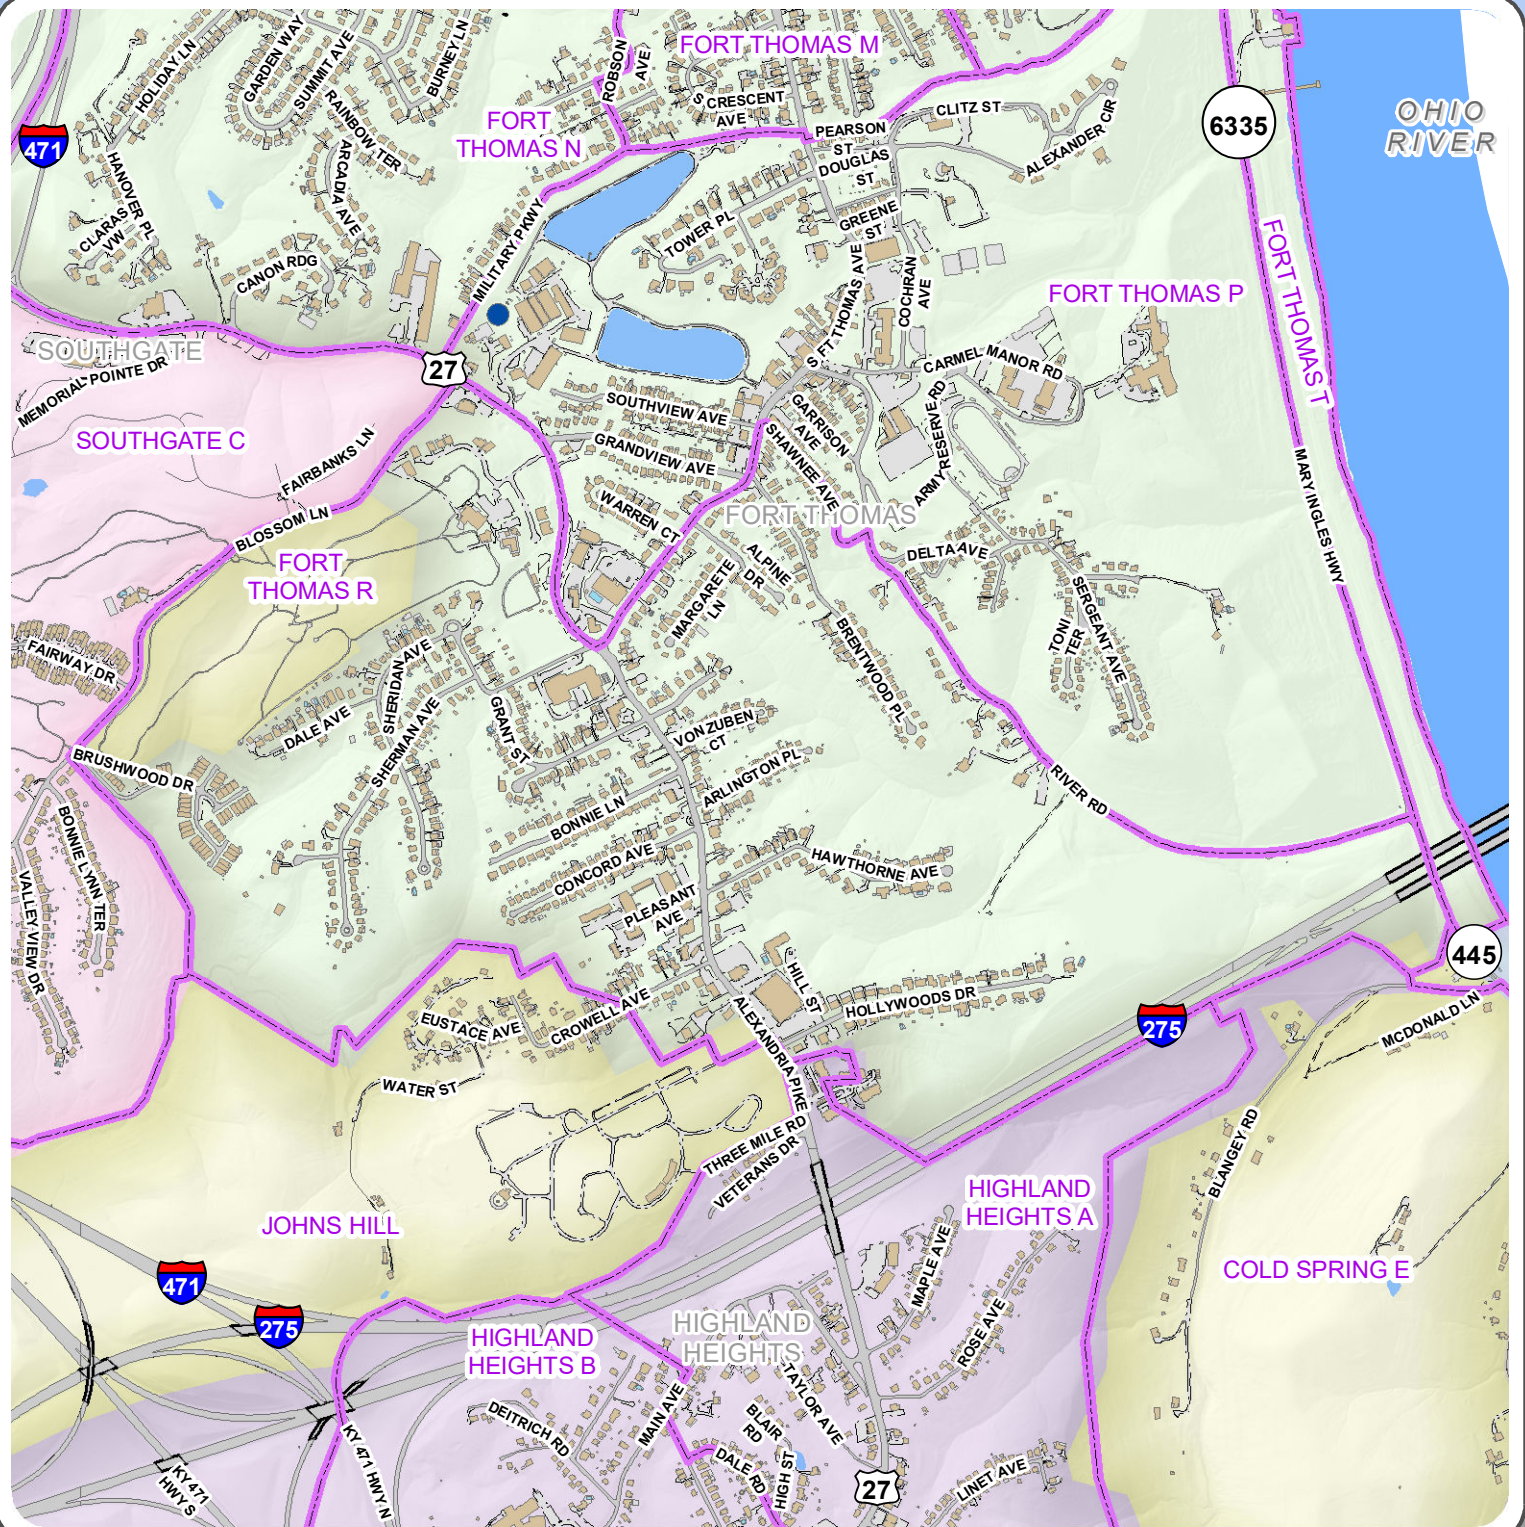 HOLIDAY LN
GARDEN WAY
SUMMIT AVE
BURNEY LN
ROBSON
AVE
FORT THOMAS M
S CRESCENT
AVE
CLITZ ST
6335
OHIO
RIVER
471
FORT
THOMAS N
RAINBOW TER
PEARSON
ST
DOUGLAS
ST
ALEXANDER CIR
HANOVER PL
ARCADIA AVE
CLARAS
VW
CANON RDG
MILITARY PKWY
TOWER PL
GREENE
ST
COCHRAN
AVE
S FT THOMAS AVE
FORT THOMAS P
FORT THOMAS T
SOUTHGATE
MEMORIAL POINTE DR
27
SOUTHVIEW AVE
CARMEL MANOR RD
GARRISON
AVE
ARMY RESERVE RD
SOUTHGATE C
FAIRBANKS LN
GRANDVIEW AVE
SHAWNEE AVE
MARY INGLES HWY
WARREN CT
FORT THOMAS
BLOSSOM LN
FORT
THOMAS R
ALPINE
DR
DELTA AVE
MARGARETE
LN
SERGEANT AVE
TONI
TER
FAIRWAY DR
SHERIDAN AVE
BRENTWOOD PL
DALE AVE
SHERMAN AVE
GRANT ST
VONZUBEN
CT
BRUSHWOOD DR
ARLINGTON PL
RIVER RD
BONNIE LN
BONNIE LYNN TER
CONCORD AVE
HAWTHORNE AVE
VALLEY VIEW DR
PLEASANT
AVE
445
HILL ST
HOLLYWOODS DR
EUSTACE AVE
CROWELL AVE
ALEXANDRIA PIKE
275
MCDONALD LN
WATER ST
THREE MILE RD
VETERANS DR
BLANGEY RD
HIGHLAND
HEIGHTS A
JOHNS HILL
MAPLE AVE
COLD SPRING E
471
275
HIGHLAND
HEIGHTS B
HIGHLAND
HEIGHTS
ROSE AVE
TAYLOR AVE
DEITRICH RD
MAIN AVE
BLAIR
RD
KY 471 HWY N
KY 471
HWY S
DALE RD
HIGH ST
27
LINET AVE